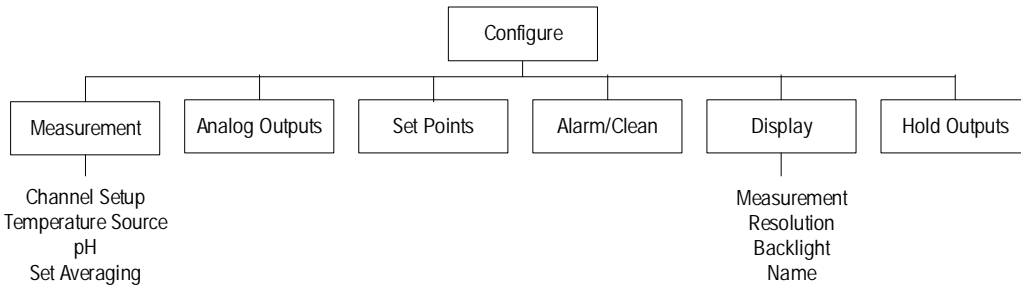 Configure
Measurement
Analog Outputs
Set Points
Alarm/Clean
Display
Hold Outputs
Channel Setup
Temperature Source
pH
Set Averaging
Measurement
Resolution
Backlight
Name